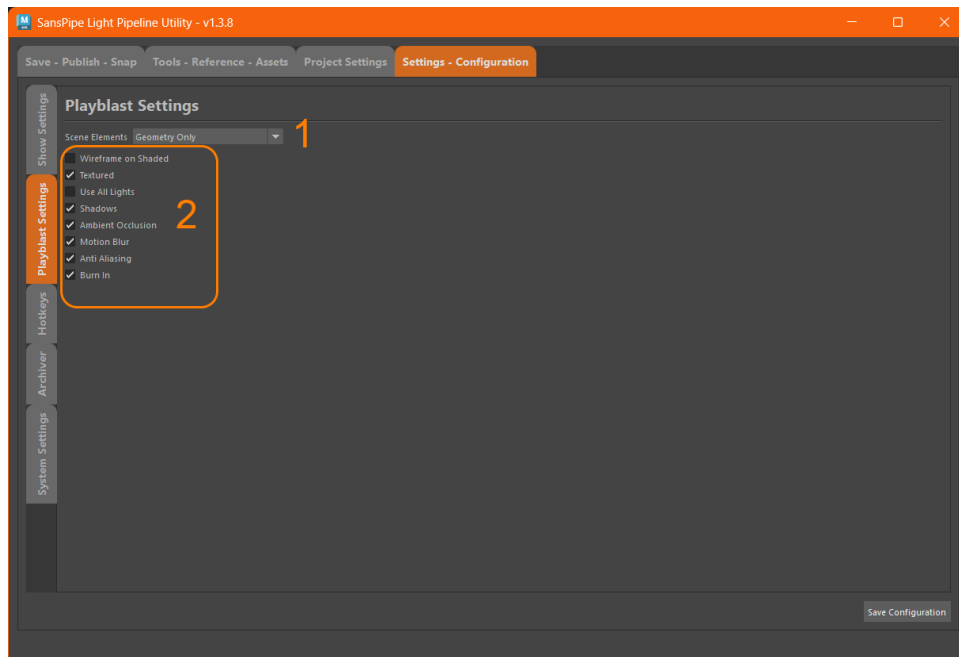 SansPipe Light Pipeline Utility - v1.3.8
Save - Publish - Snap Tools - Reference - Assets Project Settings Settings - Configuration
Show Settings
Playblast Settings
Hotkeys
Archiver
System Settings
Playblast Settings
Scene Elements Geometry Only
1
Wireframe on Shaded
Textured
Use All Lights
Shadows
2
Ambient Occlusion
Motion Blur
Anti Aliasing
Burn In
Save Configuration